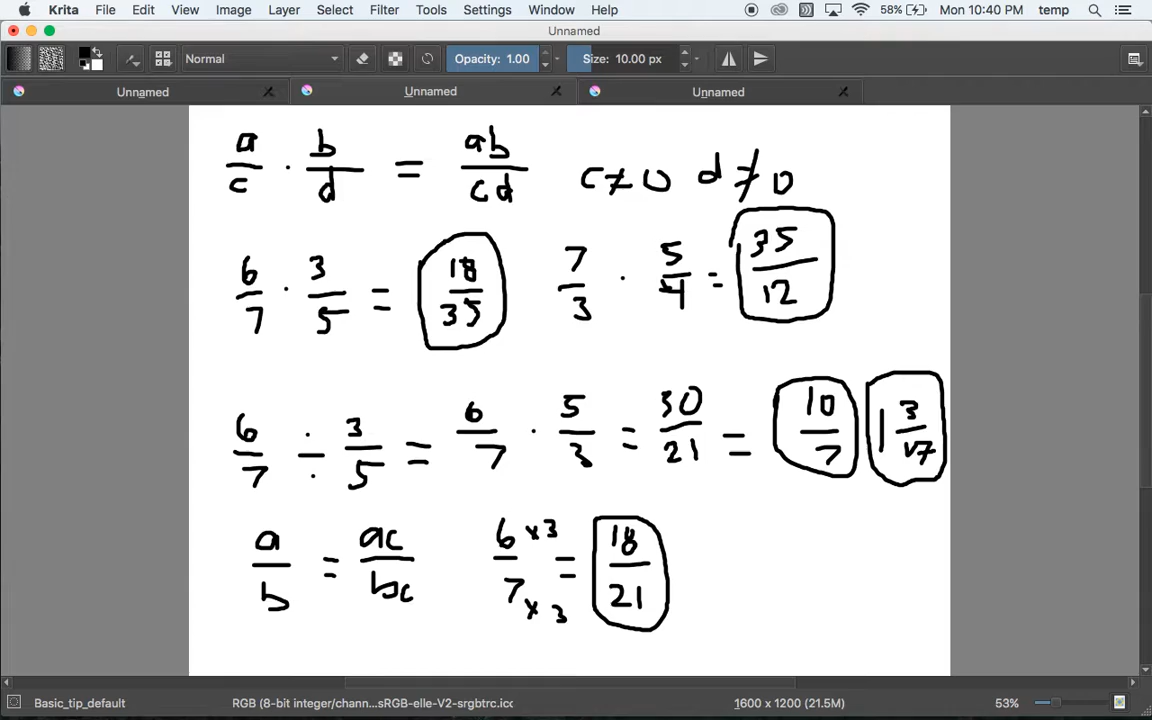 Krita File Edit View Image Layer Select Filter Tools Settings Window Help 58% Mon 10:40 PM temp
Unnamed
Normal Opacity: 1.00 Size: 10.00 px
Unnamed Unnamed Unnamed
a/c · b/d = ab/cd c≠0 d≠0
6/7 · 3/5 = 18/35 7/3 · 5/4 = 35/12
6/7 ÷ 3/5 = 6/7 · 5/3 = 30/21 = 10/7 1 3/7
a/b = ac/bc 6/7 ×3 ×3 = 18/21
Basic_tip_default RGB (8-bit integer/chann...sRGB-elle-V2-srgbtrc.icc 1600 x 1200 (21.5M) 53%